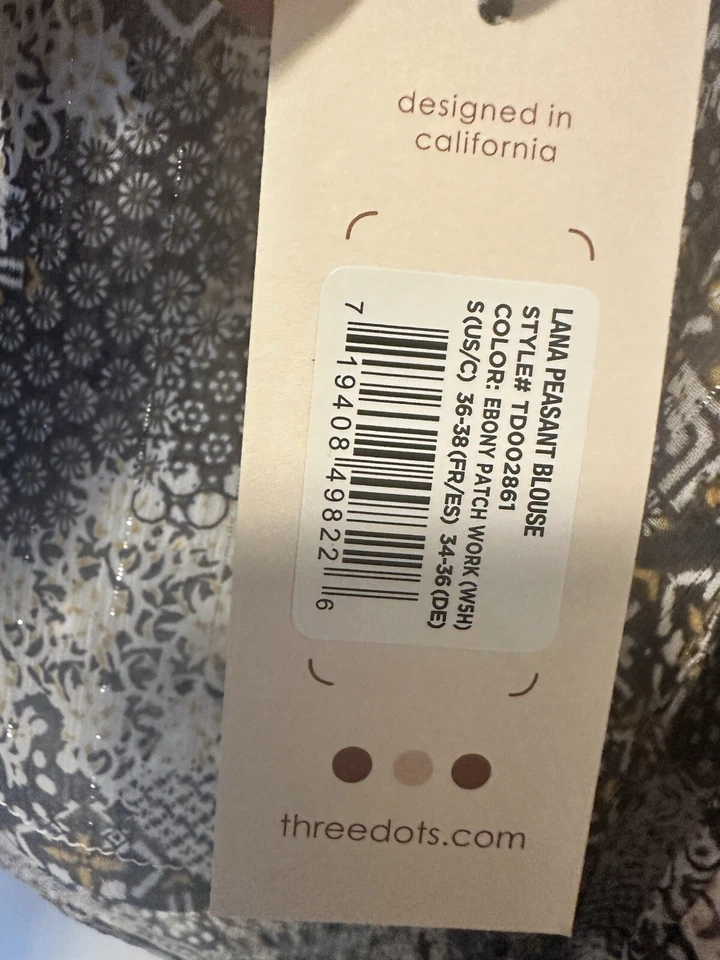 designed in
california
LANA PEASANT BLOUSE
STYLE# TD002861
COLOR: EBONY PATCH WORK (W5H)
S (US/C) 36-38 (FR/ES) 34-36 (DE)
7 19408 49822 6
threedots.com